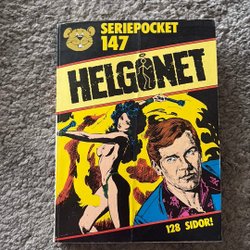 SERIEPOCKET
147
HELGONET
128 SIDOR!